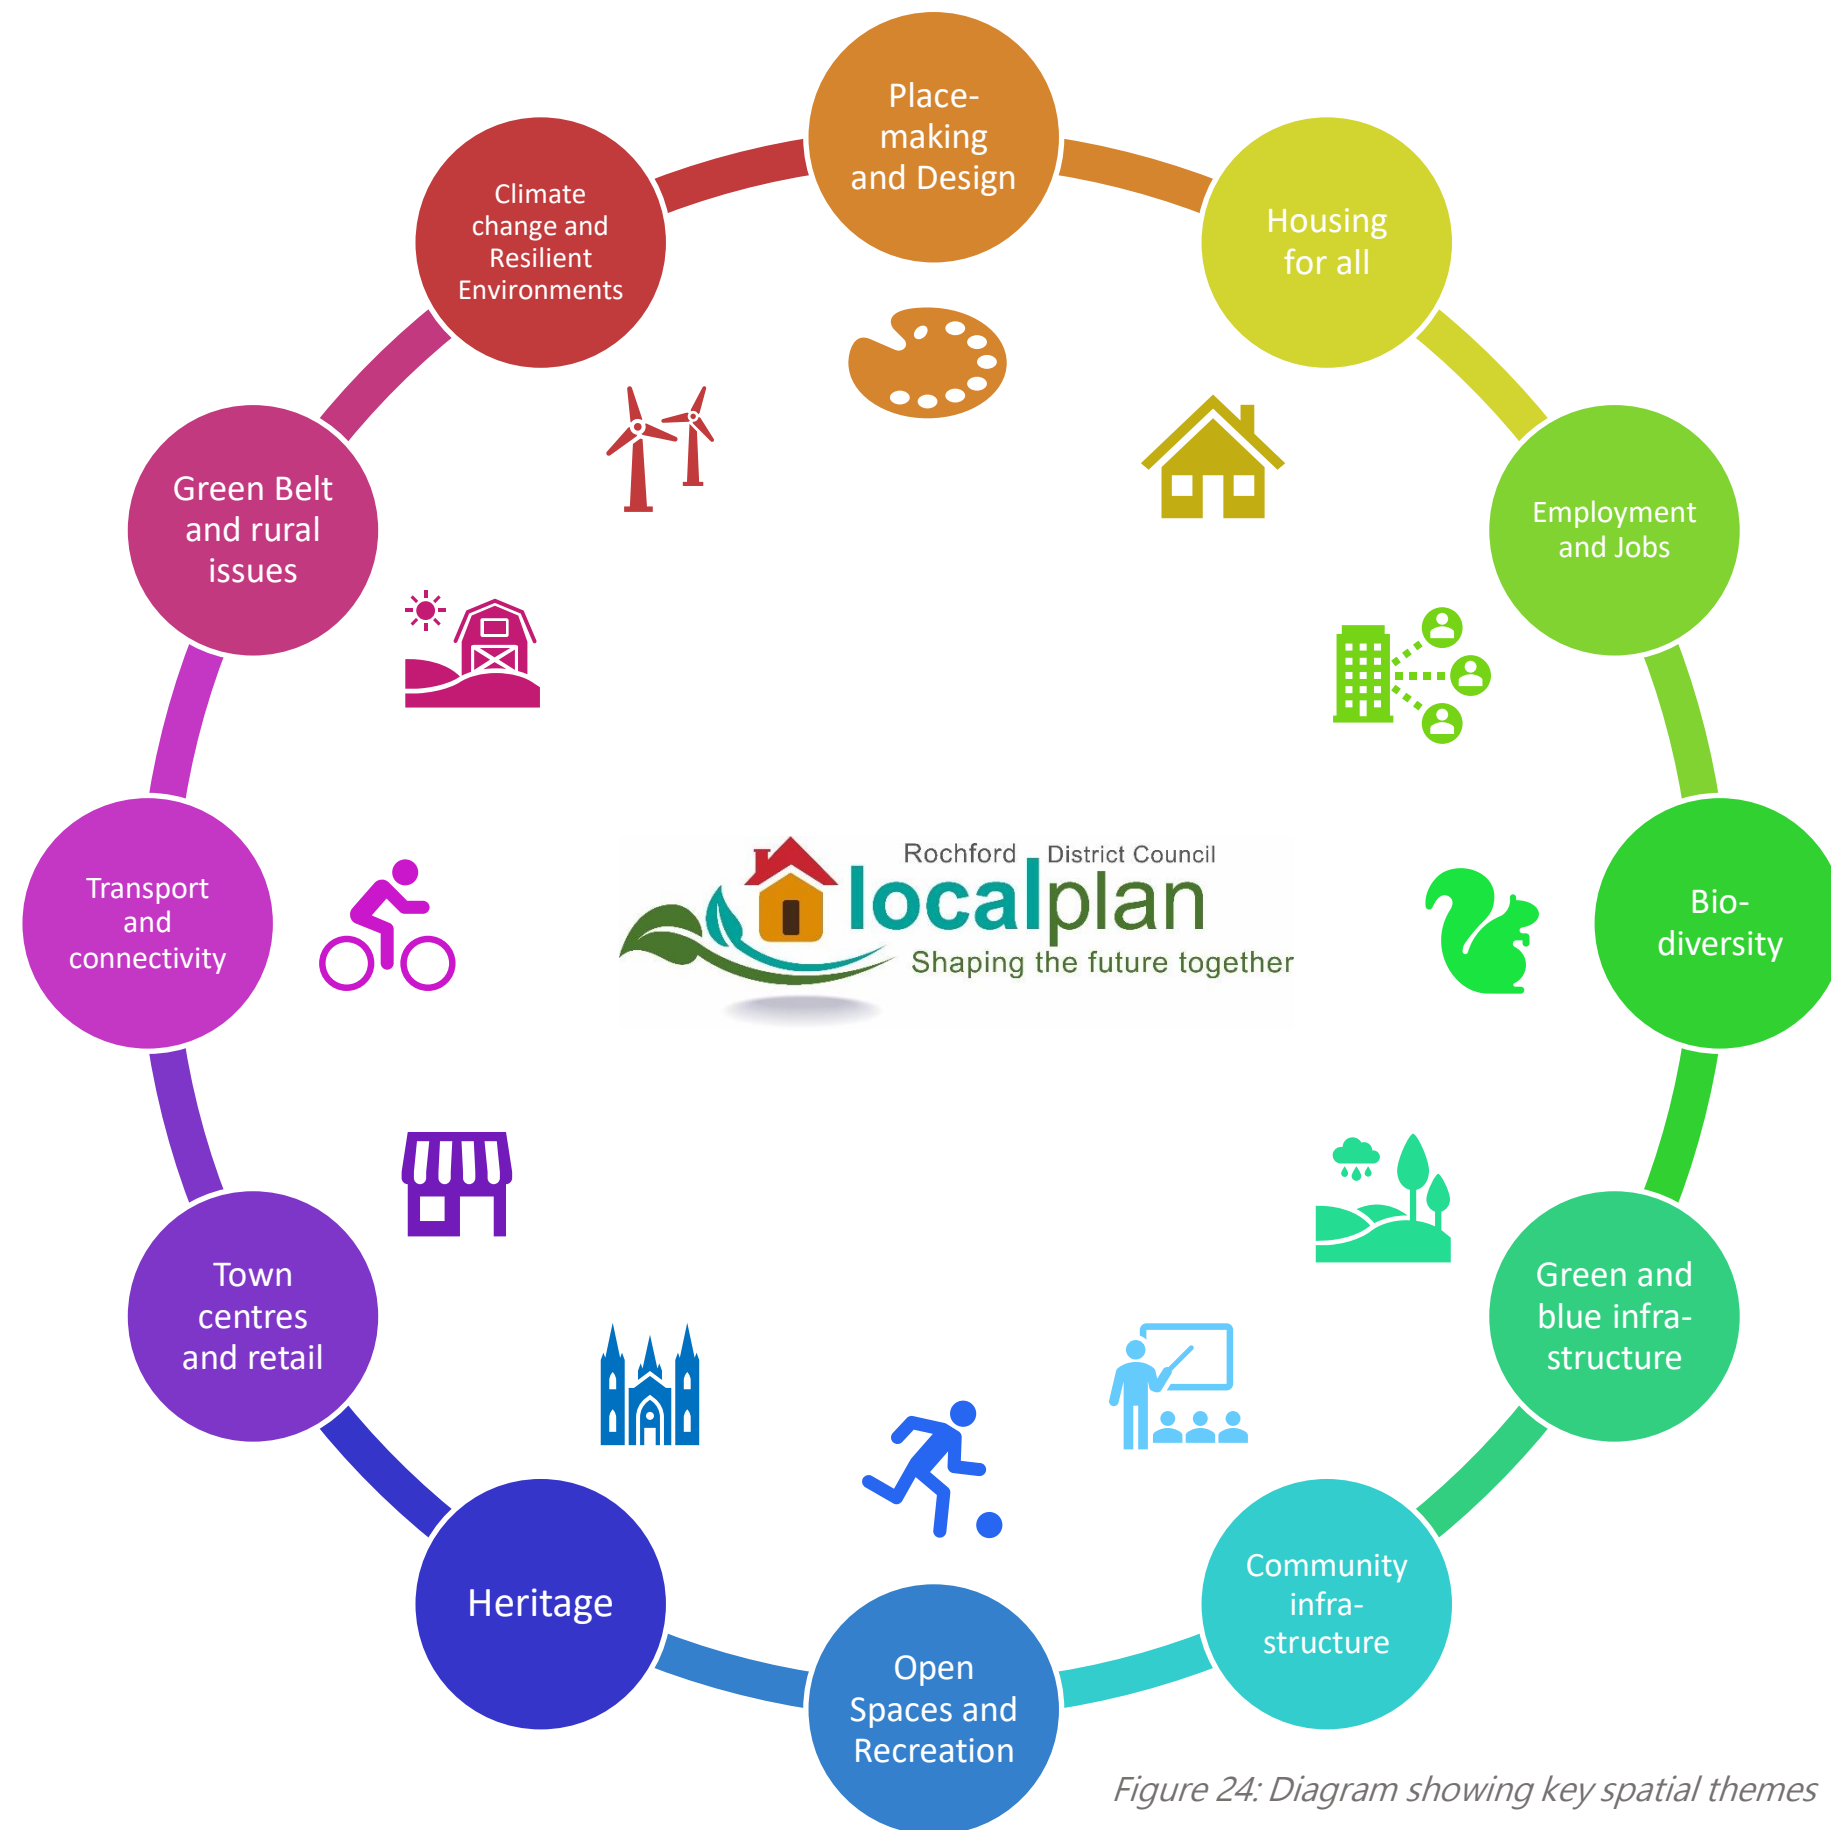 Place-
making
and Design
Housing
for all
Employment
and Jobs
Bio-
diversity
Green and
blue infra-
structure
Community
infra-
structure
Open
Spaces and
Recreation
Heritage
Town
centres
and retail
Transport
and
connectivity
Green Belt
and rural
issues
Climate
change and
Resilient
Environments
Rochford District Council
localplan
Shaping the future together
Figure 24: Diagram showing key spatial themes